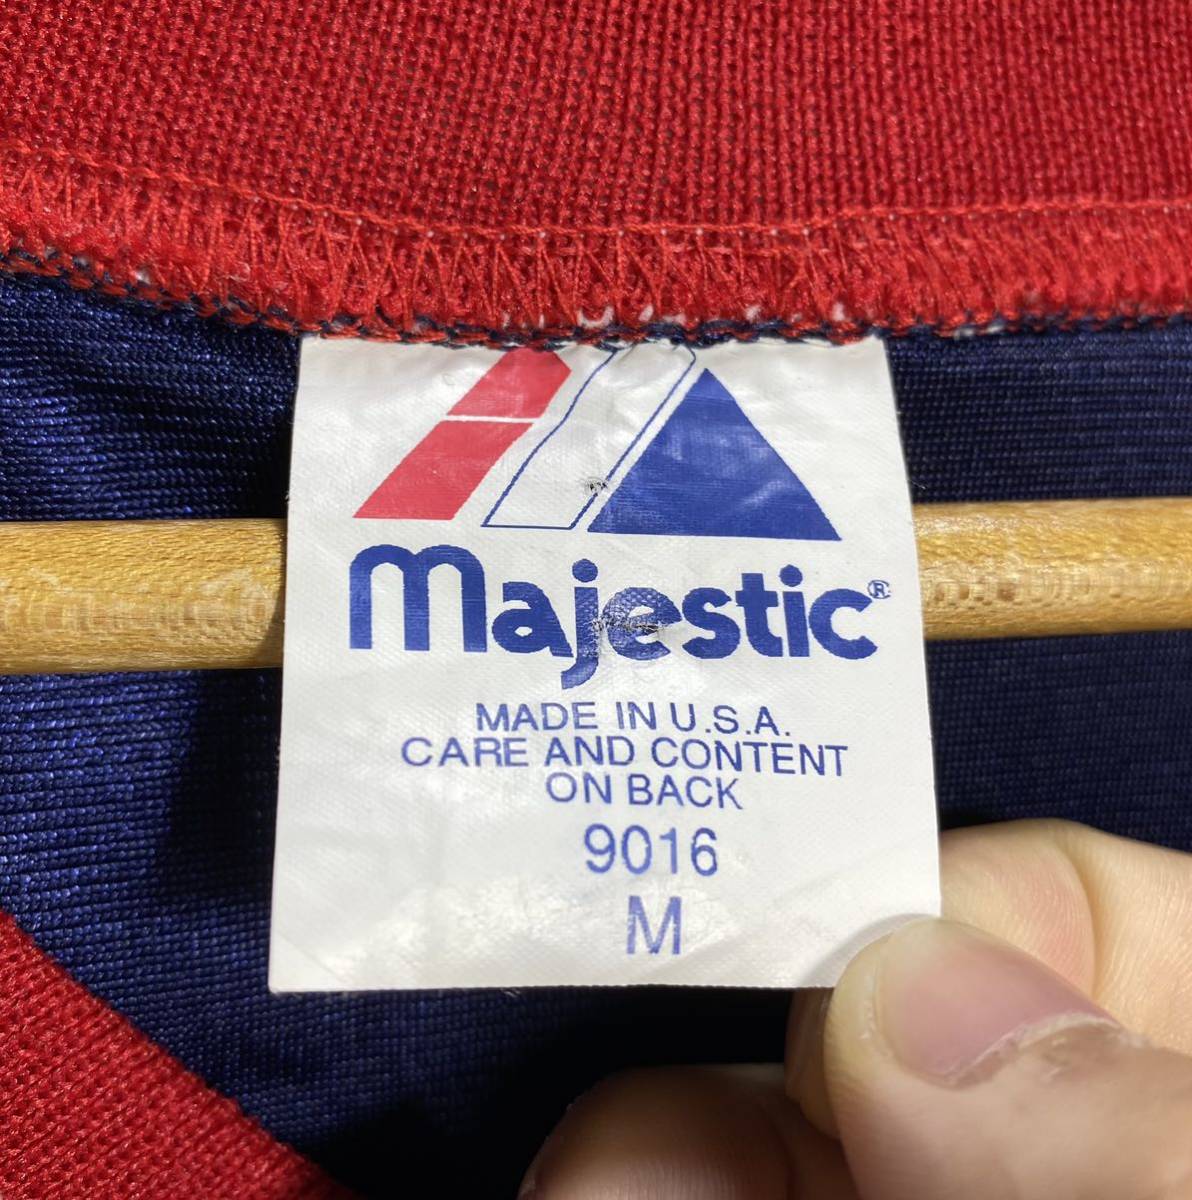 Majestic®
MADE IN U.S.A.
CARE AND CONTENT
ON BACK
9016
M